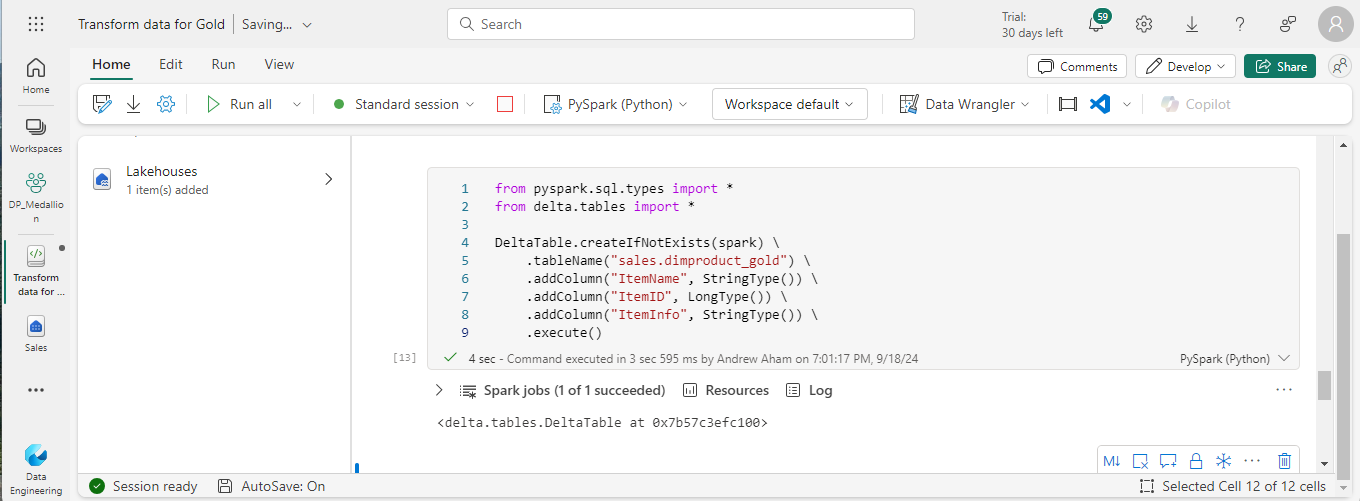 Transform data for Gold Saving...
Search
Trial:
30 days left
59
Home Edit Run View
Comments
Develop
Share
Run all
Standard session
PySpark (Python)
Workspace default
Data Wrangler
Copilot
Home
Workspaces
DP_Medallio
n
Transform
data for ...
Sales
Data
Engineering
Lakehouses
1 item(s) added
1 from pyspark.sql.types import *
2 from delta.tables import *
3
4 DeltaTable.createIfNotExists(spark) \
5 .tableName("sales.dimproduct_gold") \
6 .addColumn("ItemName", StringType()) \
7 .addColumn("ItemID", LongType()) \
8 .addColumn("ItemInfo", StringType()) \
9 .execute()
[13] 4 sec - Command executed in 3 sec 595 ms by Andrew Aham on 7:01:17 PM, 9/18/24 PySpark (Python)
Spark jobs (1 of 1 succeeded) Resources Log
<delta.tables.DeltaTable at 0x7b57c3efc100>
M↓
Session ready AutoSave: On Selected Cell 12 of 12 cells